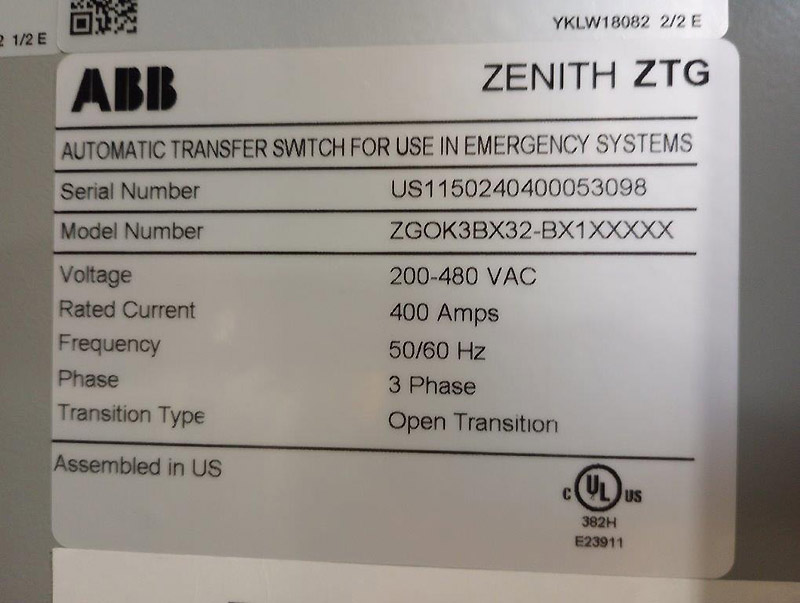 2 1/2 E
YKLW18082 2/2 E
ABB
ZENITH ZTG
AUTOMATIC TRANSFER SWITCH FOR USE IN EMERGENCY SYSTEMS
Serial Number US1150240400053098
Model Number ZGOK3BX32-BX1XXXXX
Voltage 200-480 VAC
Rated Current 400 Amps
Frequency 50/60 Hz
Phase 3 Phase
Transition Type Open Transition
Assembled in US
C UL US
382H
E23911